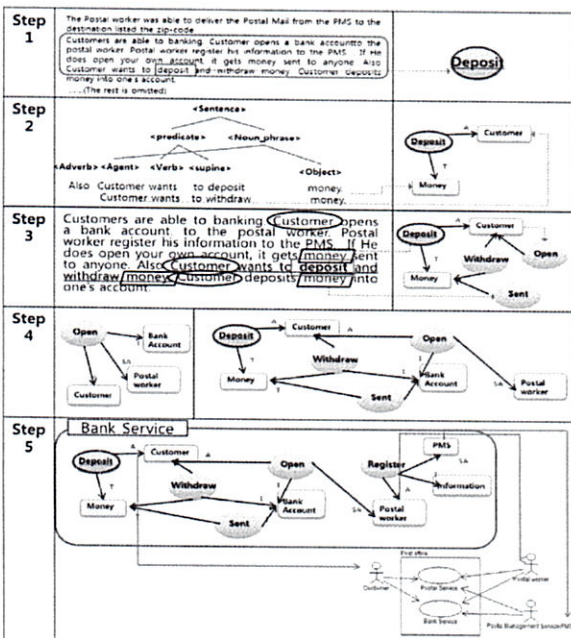 Step
1
The Postal worker was able to deliver the Postal Mail from the PMS to the
destination listed the zip-code.
Customers are able to banking. Customer opens a bank accountto the
postal worker. Postal worker register his information to the PMS. If He
does open your own account, it gets money sent to anyone. Also
Customer wants to deposit and withdraw money. Customer deposits
money into one's account.
.....(The rest is omitted)
Deposit
Step
2
<Sentence>
<predicate> <Noun_phrase>
<Adverb> <Agent> <Verb> <supine> <Object>
Also Customer wants to deposit money.
Customer wants to withdraw money.
Deposit
A
Customer
T
Money
Step
3
Customers are able to banking. Customer opens
a bank account to the postal worker. Postal
worker register his information to the PMS. If He
does open your own account, it gets money sent
to anyone. Also Customer wants to deposit and
withdraw money. Customer deposits money into
one's account.
Deposit
A
Customer
Withdraw
Open
T
Money
Sent
Step
4
Open
Bank
Account
SA
Postal
worker
Customer
Deposit
A
Customer
A
Open
Withdraw
T
Money
Bank
Account
SA
Postal
worker
Sent
Step
5
Bank Service
PMS
Deposit
A
Customer
A
Open
Register
SA
Withdraw
A
Information
T
Money
Bank
Account
SA
Postal
worker
Sent
Post office
Customer
Postal Service
Postal worker
Bank Service
Postal Management Service(PMS)